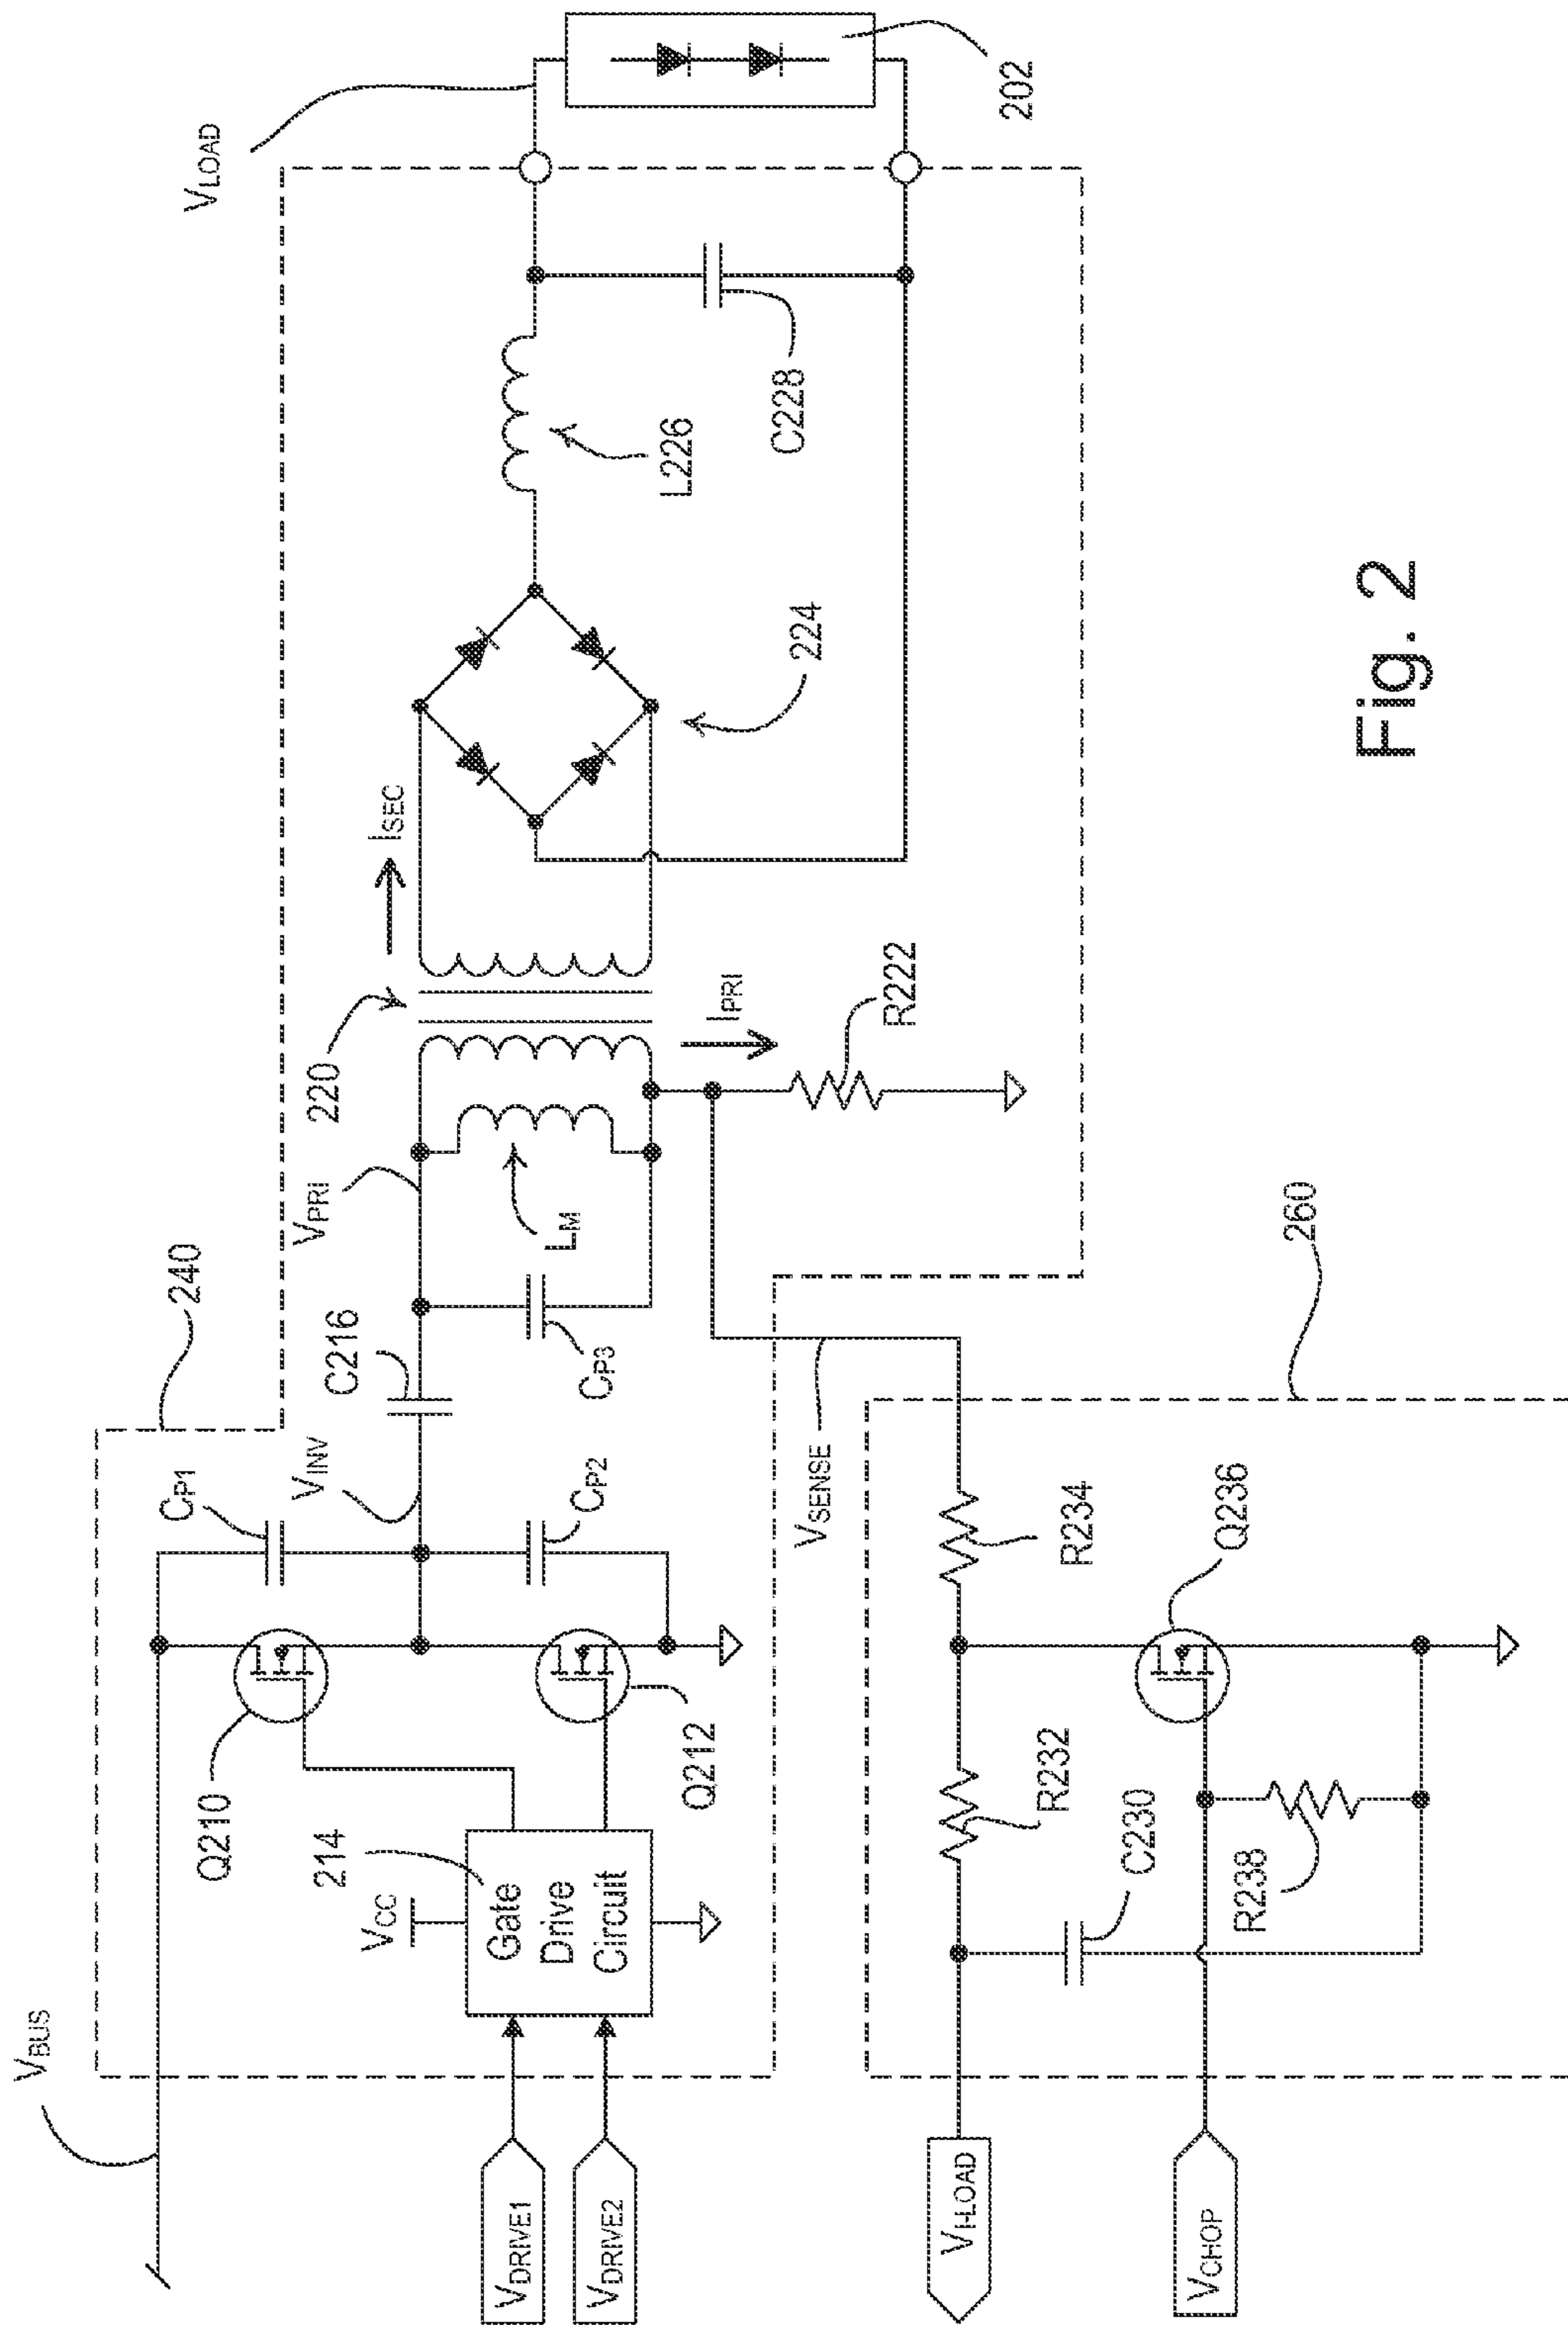 VBUS
240
CP1
Q210
VCC
214
Gate
Drive
Circuit
VDRIVE1
VDRIVE2
Q212
VINV
CP2
C216
CP3
VPRI
LM
220
IPRI
R222
ISEC
224
L226
C228
VLOAD
202
VSENSE
260
R234
R232
Q236
C230
R238
VI-LOAD
VCHOP
Fig. 2